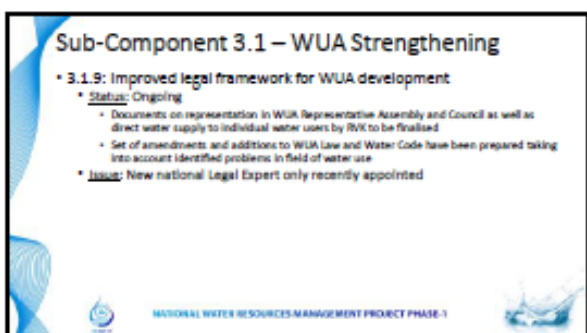 Sub-Component 3.1 – WUA Strengthening
• 3.1.9: Improved legal framework for WUA development
• Status: Ongoing
• Documents on representation in WUA Representative Assembly and Council as well as
direct water supply to individual water users by RVK to be finalised
• Set of amendments and additions to WUA Law and Water Code have been prepared taking
into account identified problems in field of water use
• Issue: New national Legal Expert only recently appointed
NATIONAL WATER RESOURCES MANAGEMENT PROJECT PHASE-1